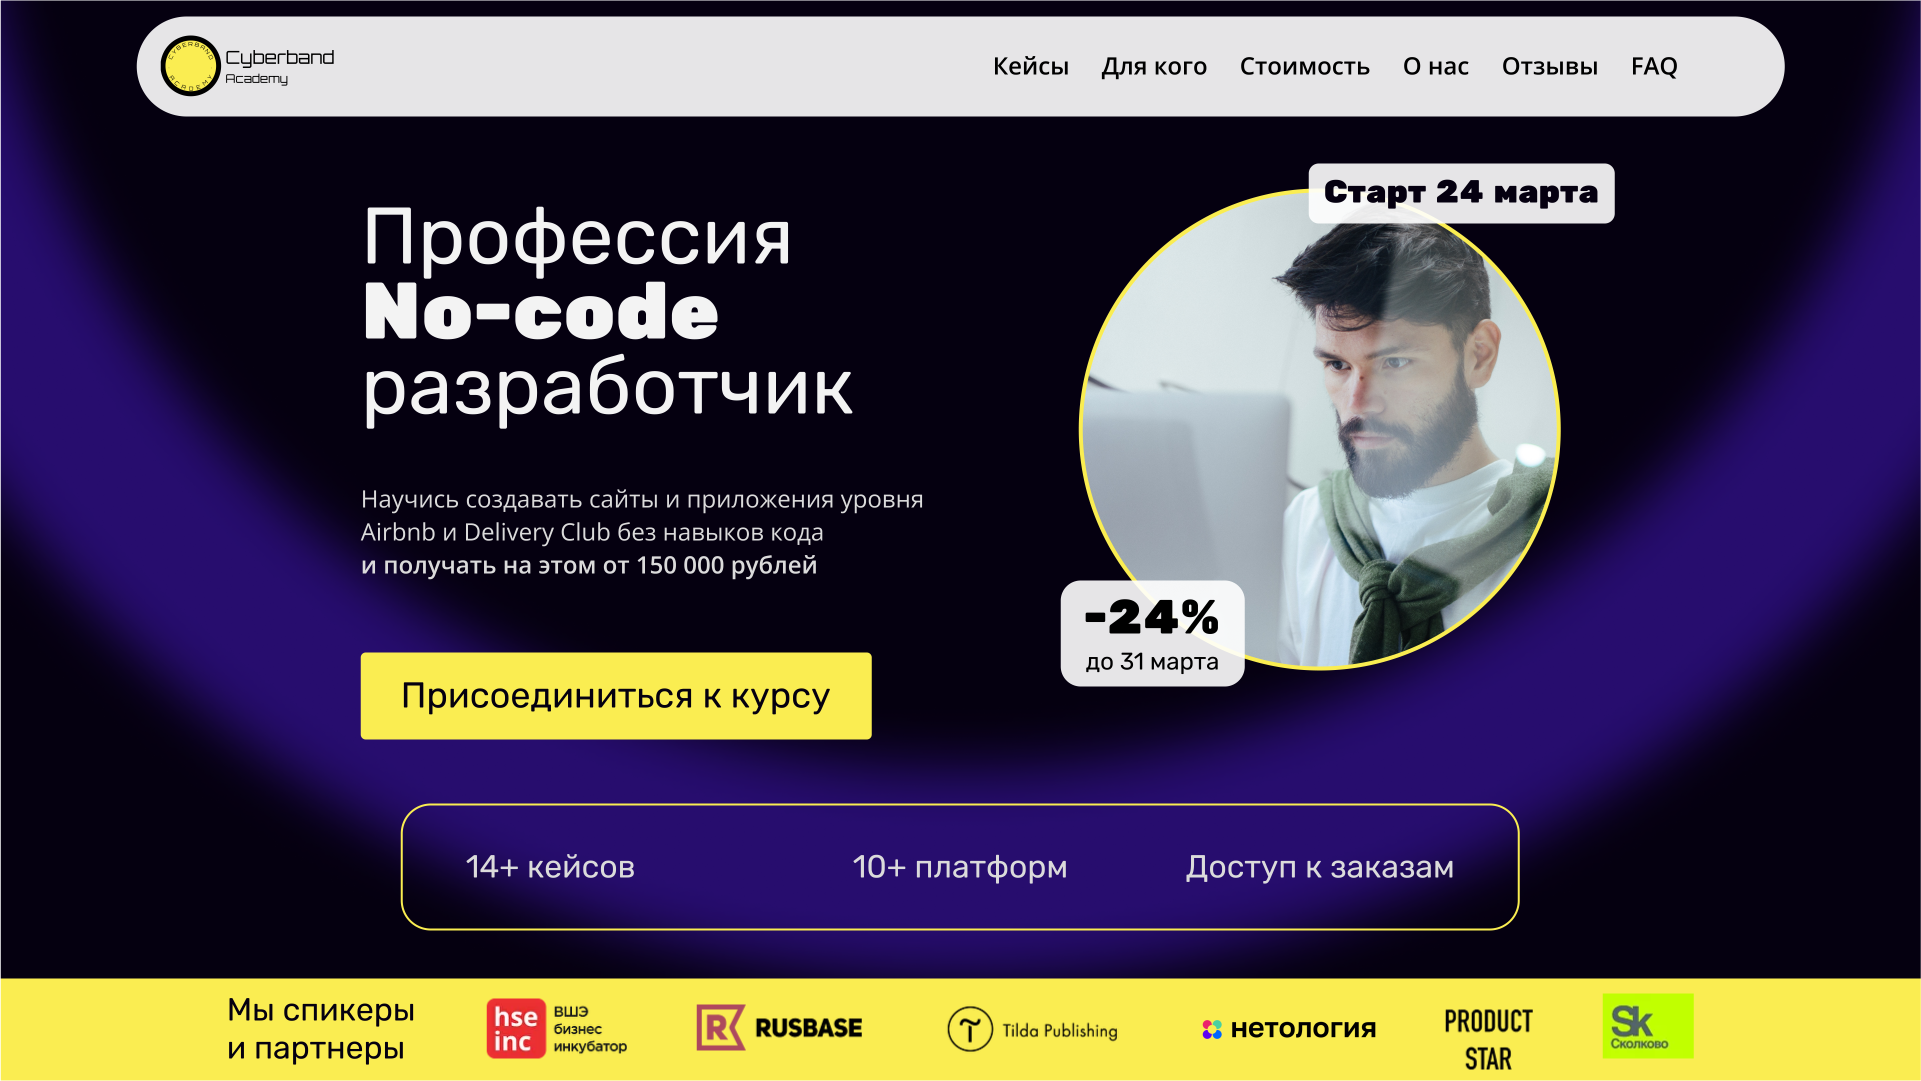 CYBERBAND
ACADEMY
Cyberband
Academy
Кейсы Для кого Стоимость О нас Отзывы FAQ
Старт 24 марта
Профессия
No-code
разработчик
Научись создавать сайты и приложения уровня
Airbnb и Delivery Club без навыков кода
и получать на этом от 150 000 рублей
-24%
до 31 марта
Присоединиться к курсу
14+ кейсов 10+ платформ Доступ к заказам
Мы спикеры
и партнеры
hse
inc
ВШЭ
бизнес
инкубатор
R
RUSBASE
Tilda Publishing
нетология
PRODUCT
STAR
Sk
Сколково